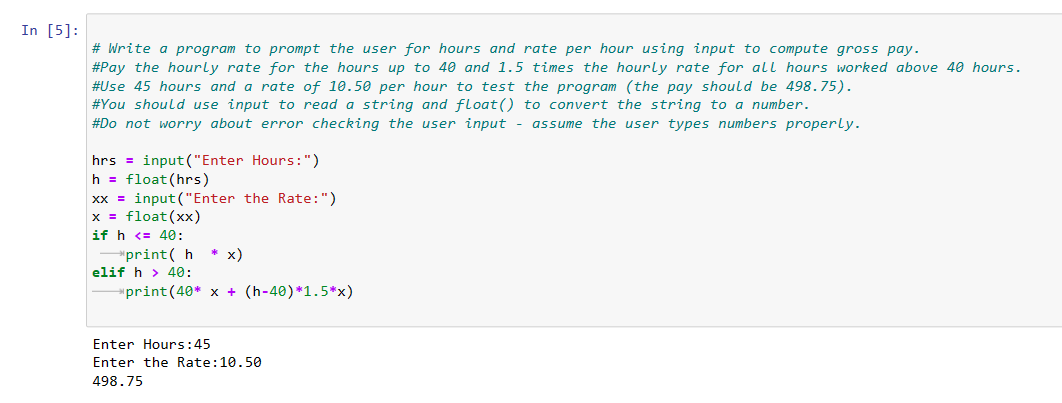 In [5]:
# Write a program to prompt the user for hours and rate per hour using input to compute gross pay.
#Pay the hourly rate for the hours up to 40 and 1.5 times the hourly rate for all hours worked above 40 hours.
#Use 45 hours and a rate of 10.50 per hour to test the program (the pay should be 498.75).
#You should use input to read a string and float() to convert the string to a number.
#Do not worry about error checking the user input - assume the user types numbers properly.
hrs = input("Enter Hours:")
h = float(hrs)
xx = input("Enter the Rate:")
x = float(xx)
if h <= 40:
    print( h  * x)
elif h > 40:
    print(40* x + (h-40)*1.5*x)
Enter Hours:45
Enter the Rate:10.50
498.75